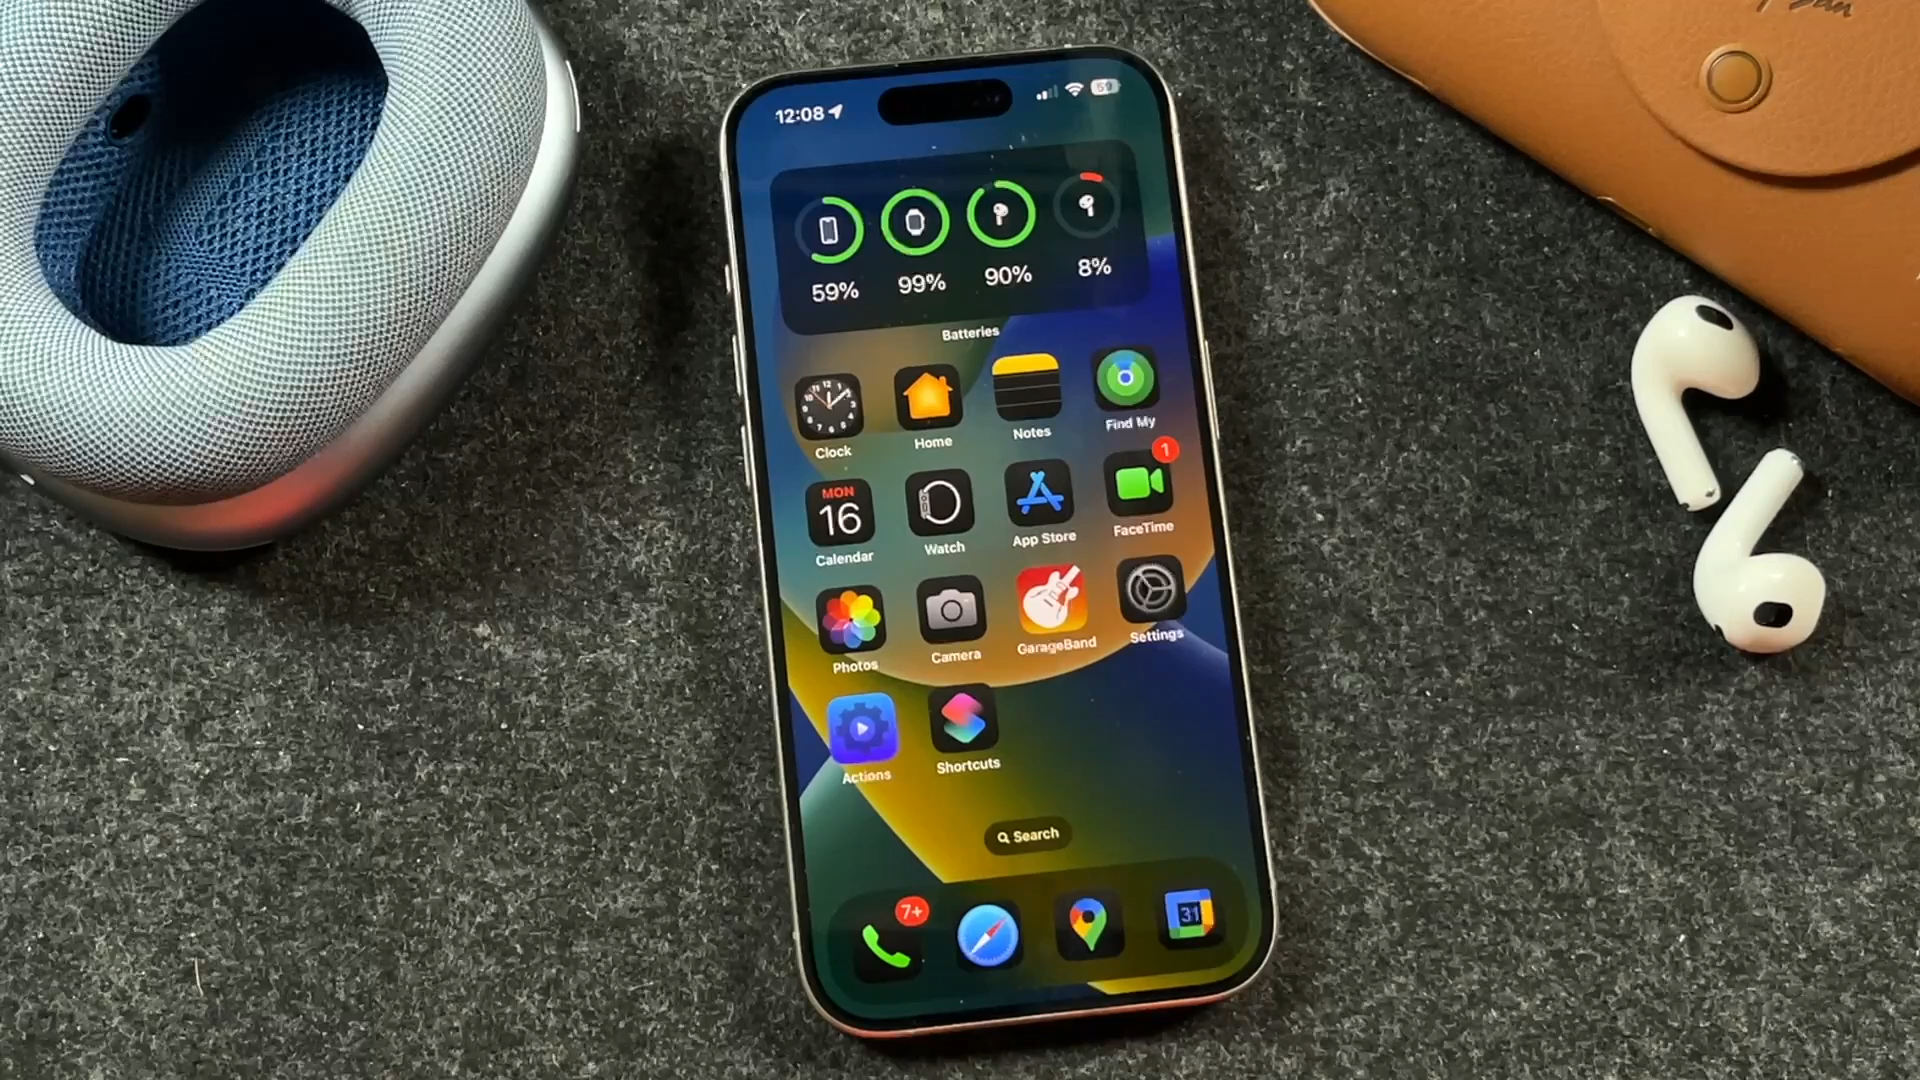 12:08
59
59%
99%
90%
8%
Batteries
Clock
Home
Notes
Find My
MON
16
1
Calendar
Watch
App Store
FaceTime
Photos
Camera
GarageBand
Settings
Actions
Shortcuts
Search
7+
31